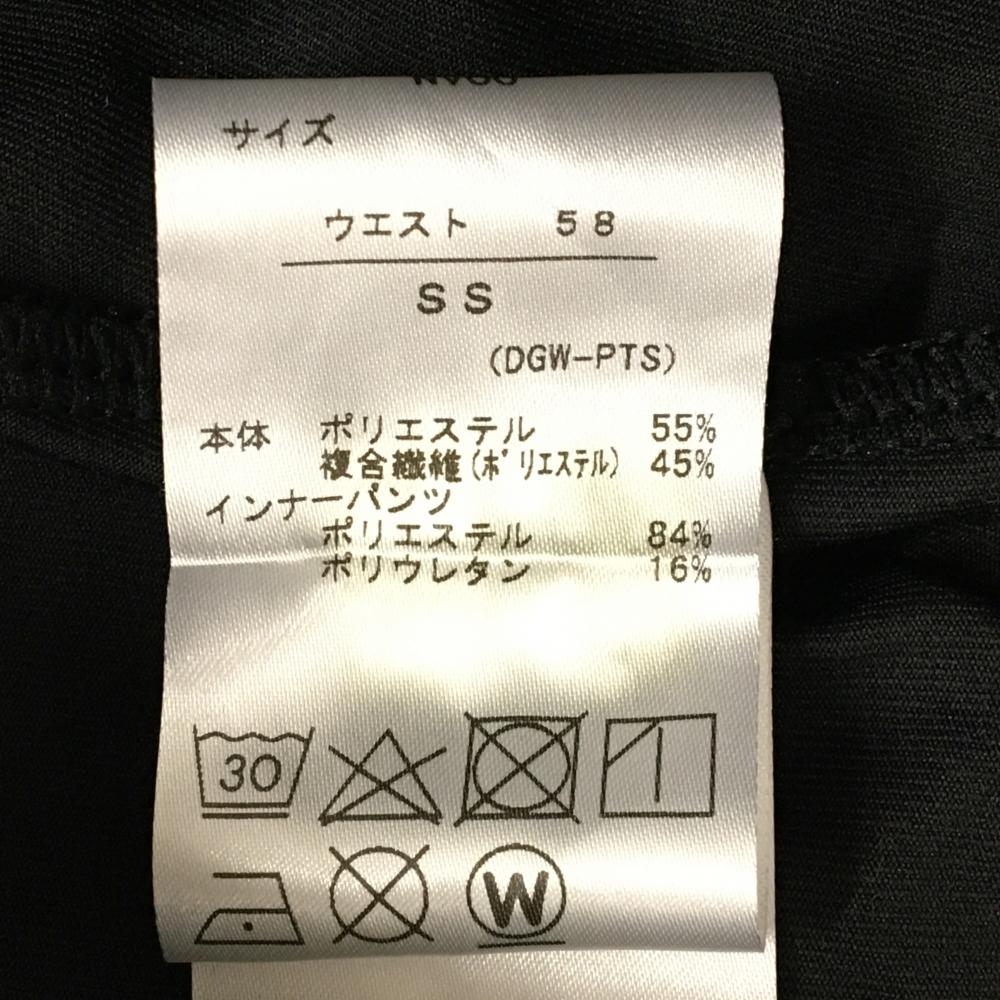 サイズ
ウエスト 58
SS
(DGW-PTS)
本体 ポリエステル 55%
複合繊維(ポリエステル) 45%
インナーパンツ
ポリエステル 84%
ポリウレタン 16%
30
W